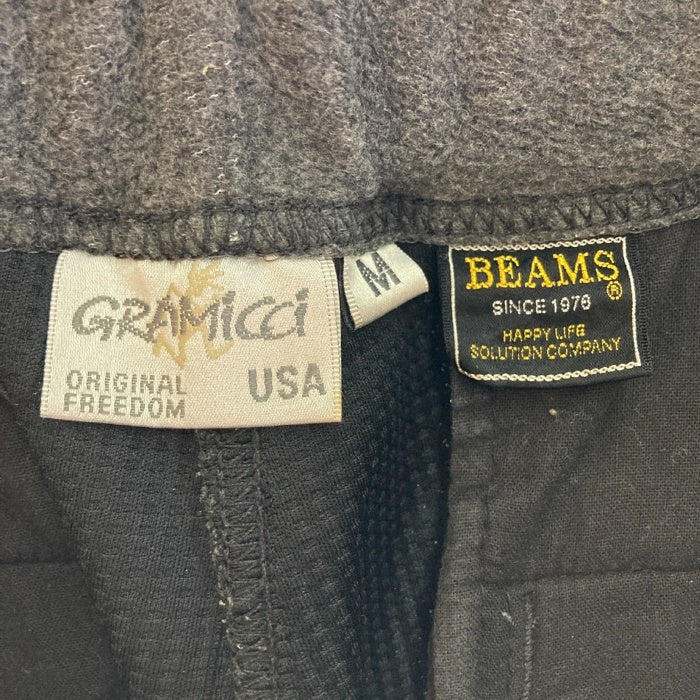 GRAMiCCi
ORIGINAL
FREEDOM
USA
M
BEAMS®
SINCE 1976
HAPPY LIFE
SOLUTION COMPANY